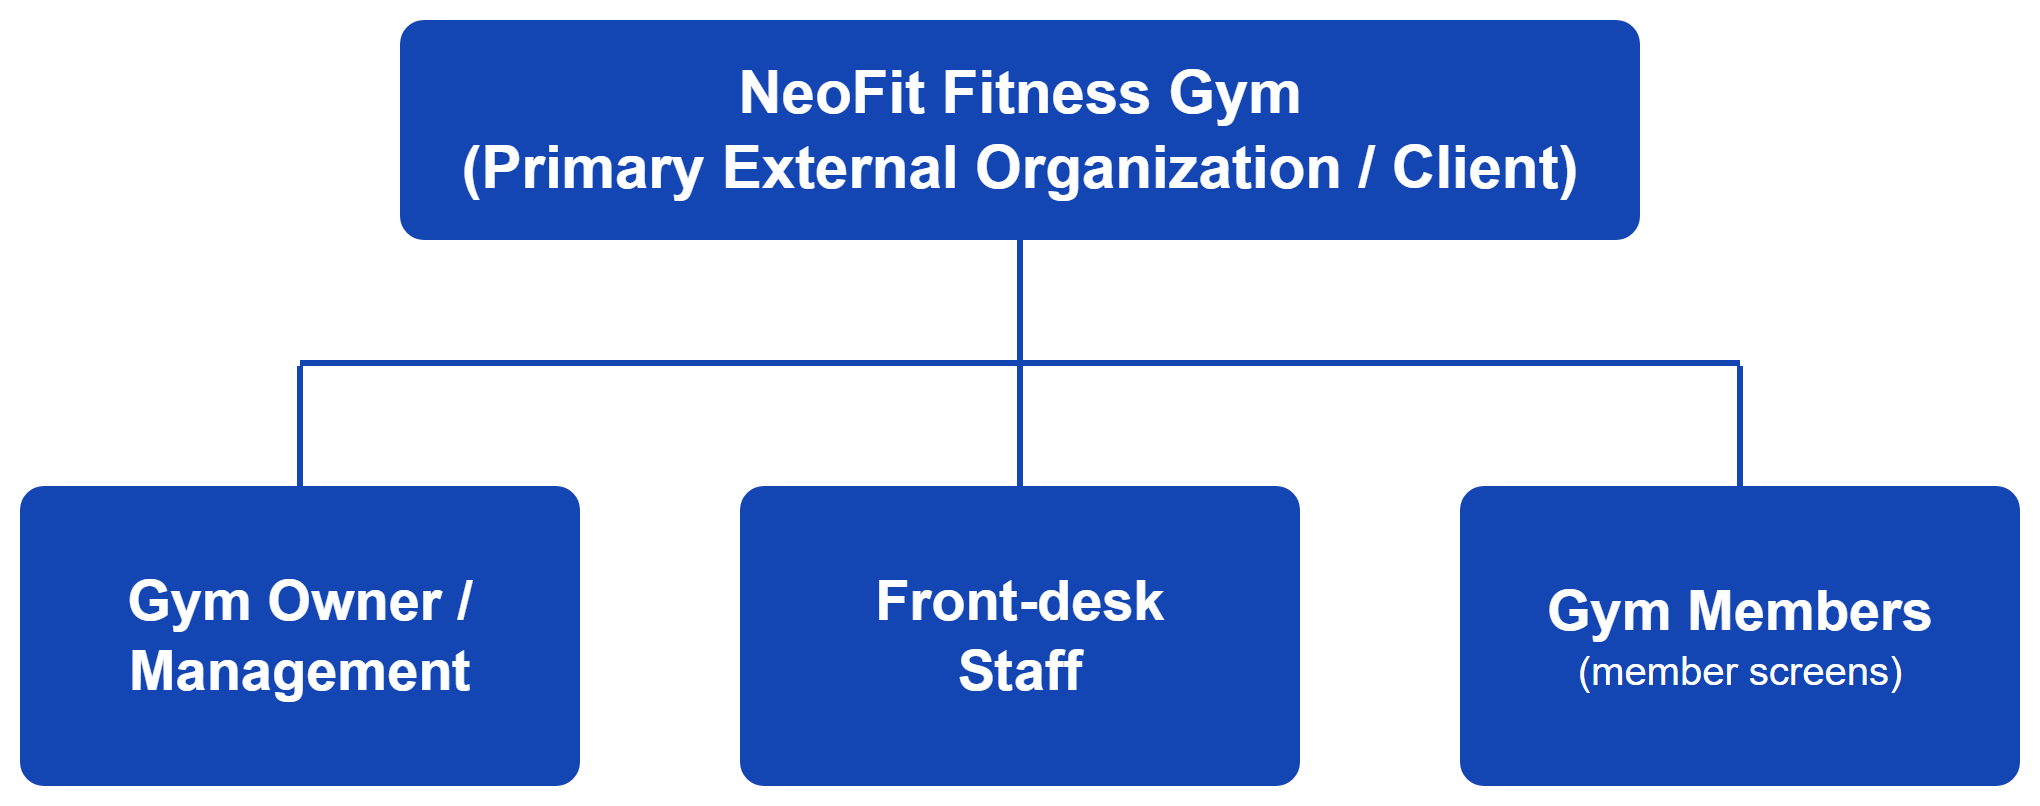 NeoFit Fitness Gym
(Primary External Organization / Client)
Gym Owner /
Management
Front-desk
Staff
Gym Members
(member screens)